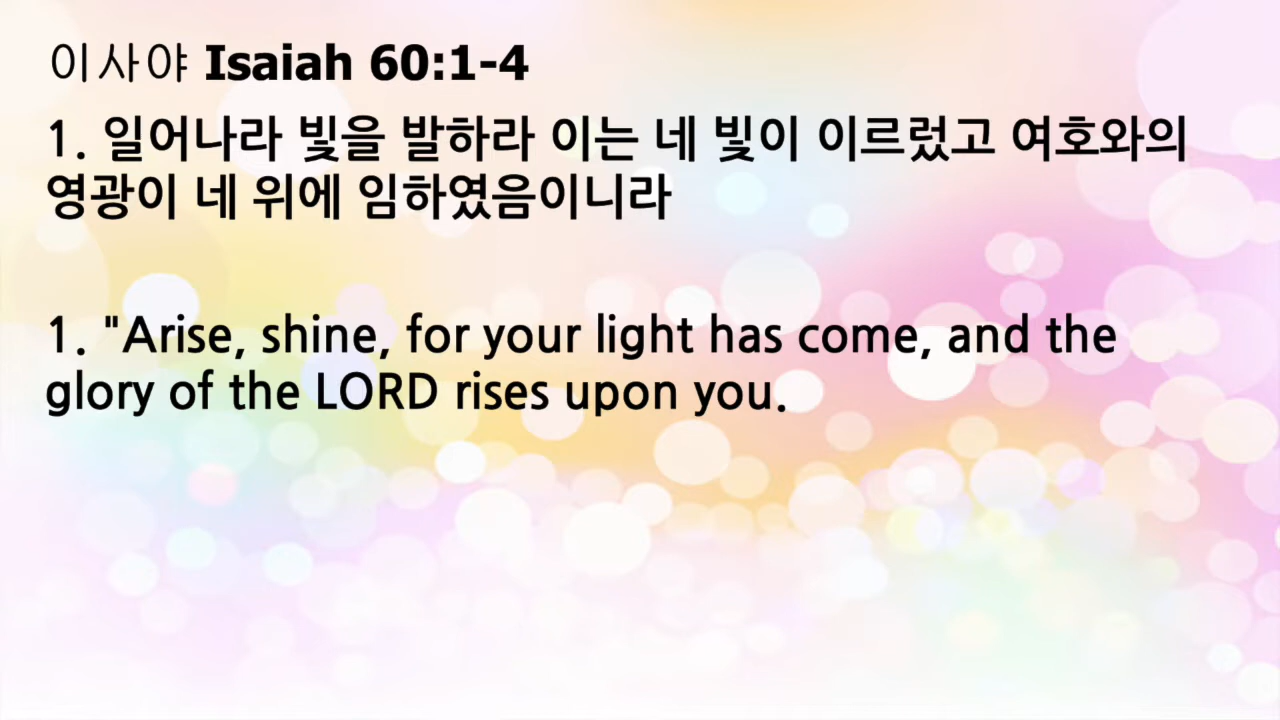 이사야 Isaiah 60:1-4
1. 일어나라 빛을 발하라 이는 네 빛이 이르렀고 여호와의
영광이 네 위에 임하였음이니라
1. "Arise, shine, for your light has come, and the
glory of the LORD rises upon you.